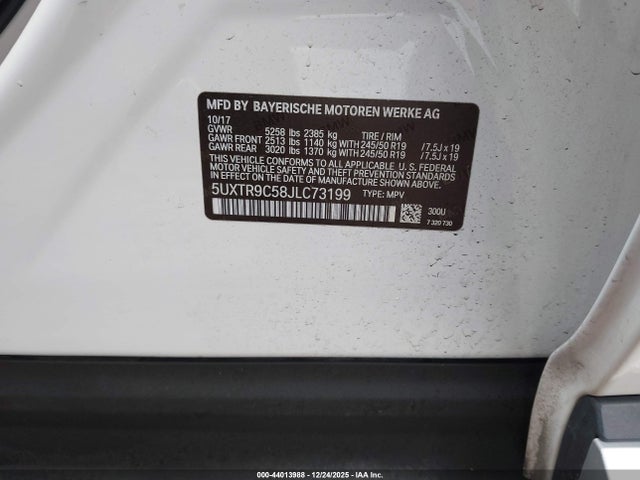 MFD BY BAYERISCHE MOTOREN WERKE AG
10/17
GVWR 5258 lbs 2385 kg TIRE / RIM
GAWR FRONT 2513 lbs 1140 kg WITH 245/50 R19 /7.5J x 19
GAWR REAR 3020 lbs 1370 kg WITH 245/50 R19 /7.5J x 19
THIS VEHICLE CONFORMS TO ALL APPLICABLE U. S. FEDERAL
MOTOR VEHICLE SAFETY, BUMPER, AND THEFT PREVENTION
STANDARDS IN EFFECT ON THE DATE OF MANUFACTURE SHOWN ABOVE.
5UXTR9C58JLC73199 TYPE: MPV
300U
7 320 730
000-44013988 - 12/24/2025 - IAA Inc.